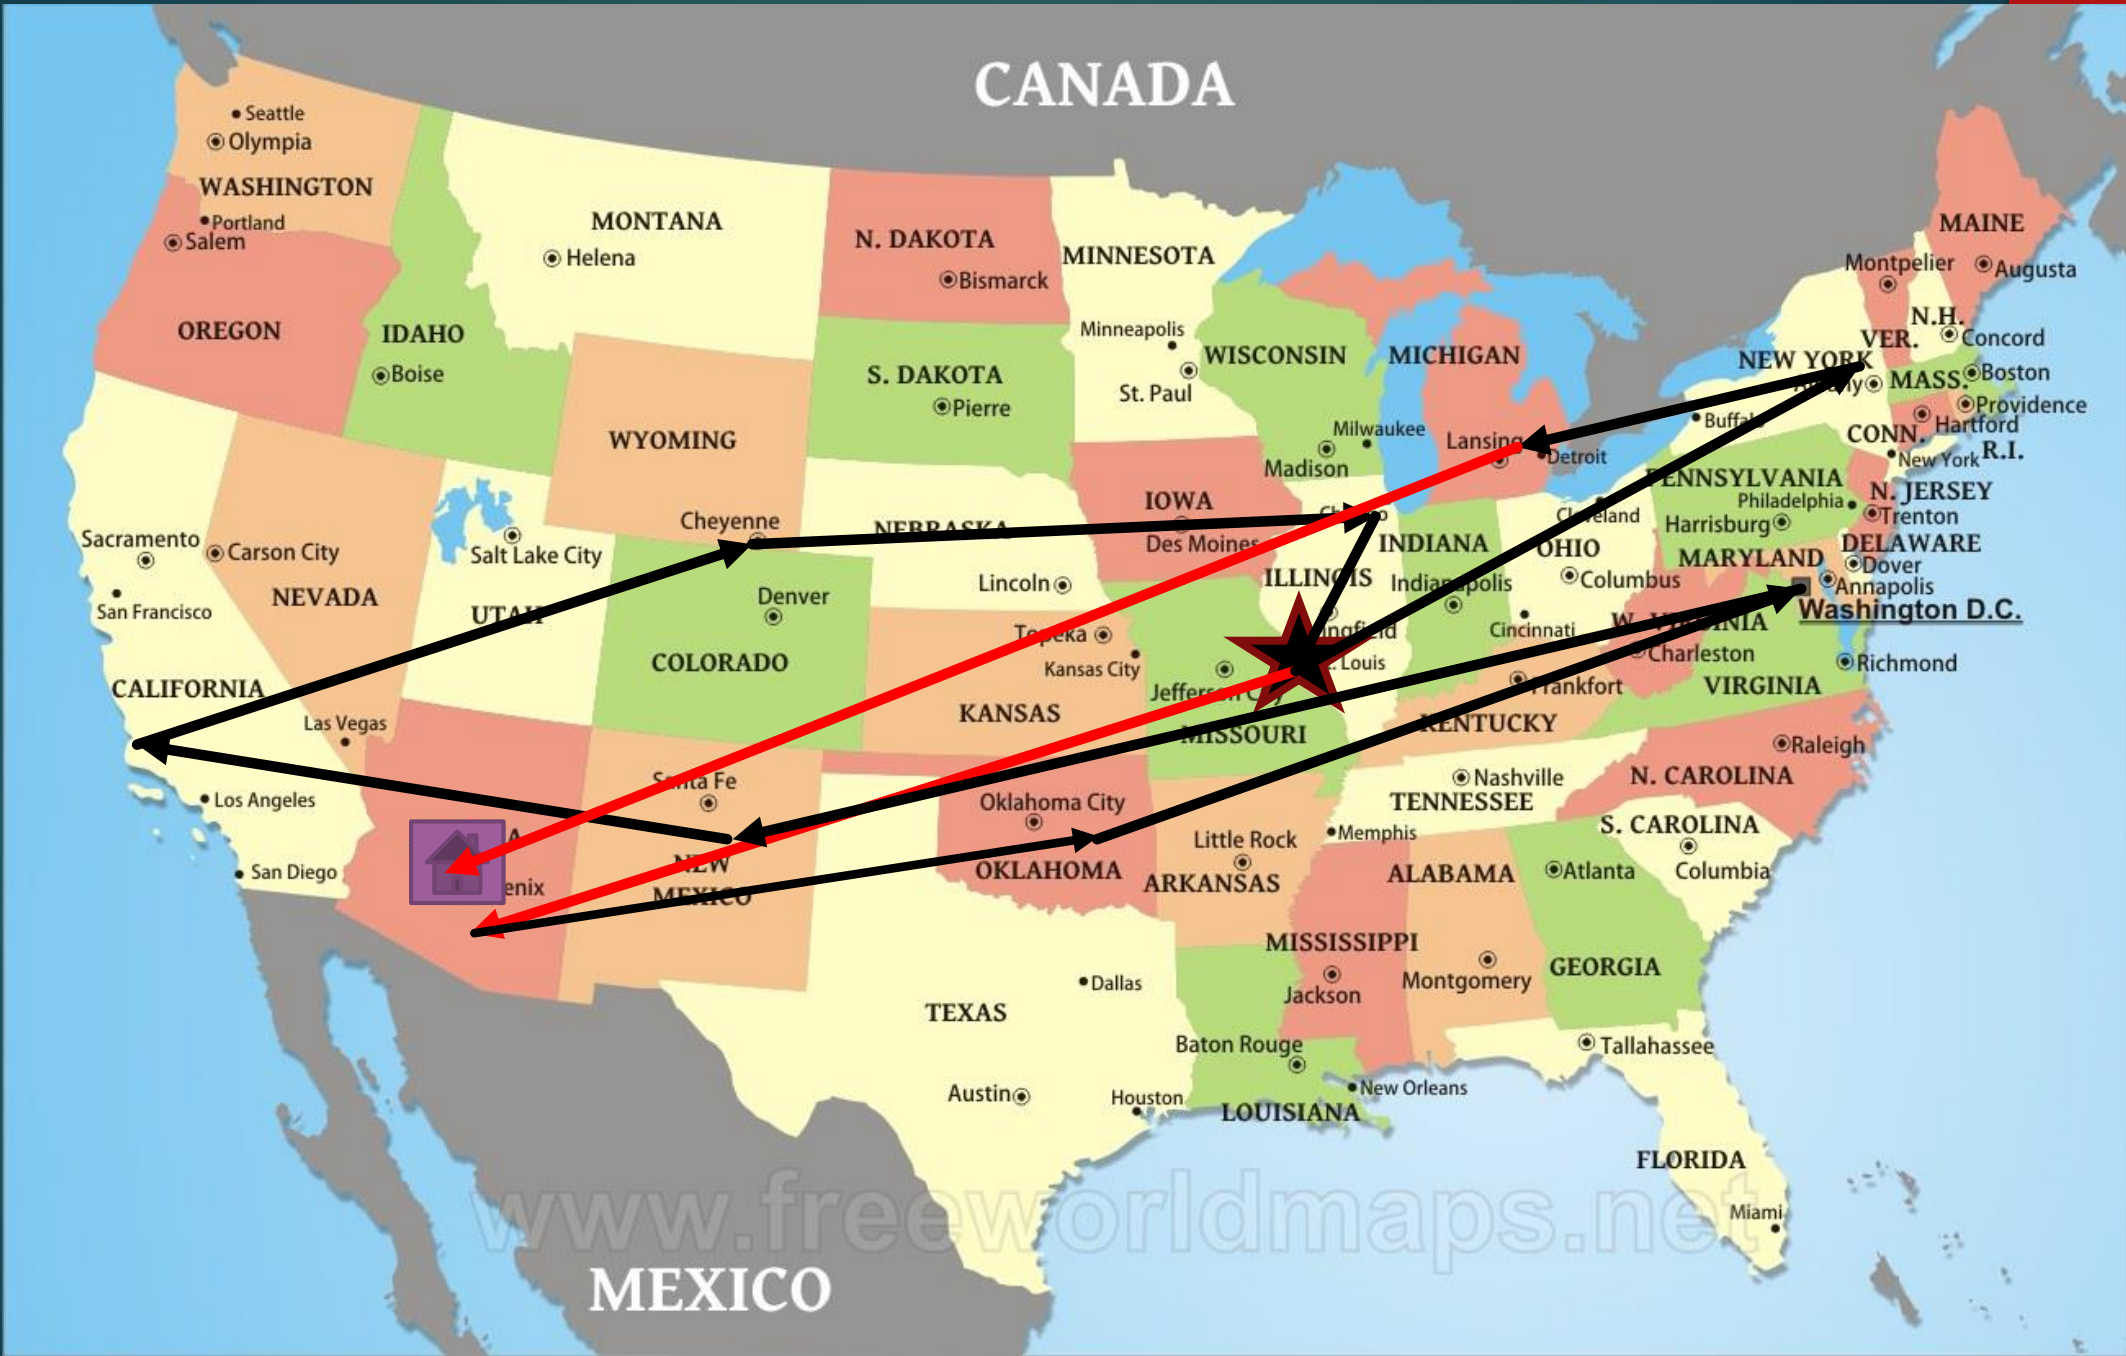 CANADA
Seattle
Olympia
WASHINGTON
Portland
Salem
OREGON
IDAHO
Boise
MONTANA
Helena
N. DAKOTA
Bismarck
MINNESOTA
Minneapolis
St. Paul
S. DAKOTA
Pierre
WYOMING
Cheyenne
WISCONSIN
Milwaukee
Madison
MICHIGAN
Lansing
Detroit
MAINE
Augusta
Montpelier
N.H.
Concord
VER.
NEW YORK
MASS.
Boston
Providence
Hartford
CONN.
R.I.
New York
PENNSYLVANIA
Philadelphia
Harrisburg
N. JERSEY
Trenton
MARYLAND
DELAWARE
Dover
Annapolis
Washington D.C.
Sacramento
San Francisco
Carson City
NEVADA
Salt Lake City
UTAH
CALIFORNIA
Las Vegas
Los Angeles
San Diego
Denver
COLORADO
NEBRASKA
Lincoln
IOWA
Des Moines
ILLINOIS
INDIANA
Indianapolis
OHIO
Cleveland
Columbus
Cincinnati
W. VIRGINIA
Charleston
Richmond
VIRGINIA
Topeka
Kansas City
KANSAS
Jefferson City
MISSOURI
Louis
Frankfort
KENTUCKY
Raleigh
N. CAROLINA
Nashville
TENNESSEE
Memphis
S. CAROLINA
Columbia
Santa Fe
NEW
MEXICO
Oklahoma City
OKLAHOMA
Little Rock
ARKANSAS
ALABAMA
Montgomery
Atlanta
GEORGIA
MISSISSIPPI
Jackson
TEXAS
Dallas
Austin
Houston
Baton Rouge
New Orleans
LOUISIANA
Tallahassee
FLORIDA
Miami
www.freeworldmaps.net
MEXICO